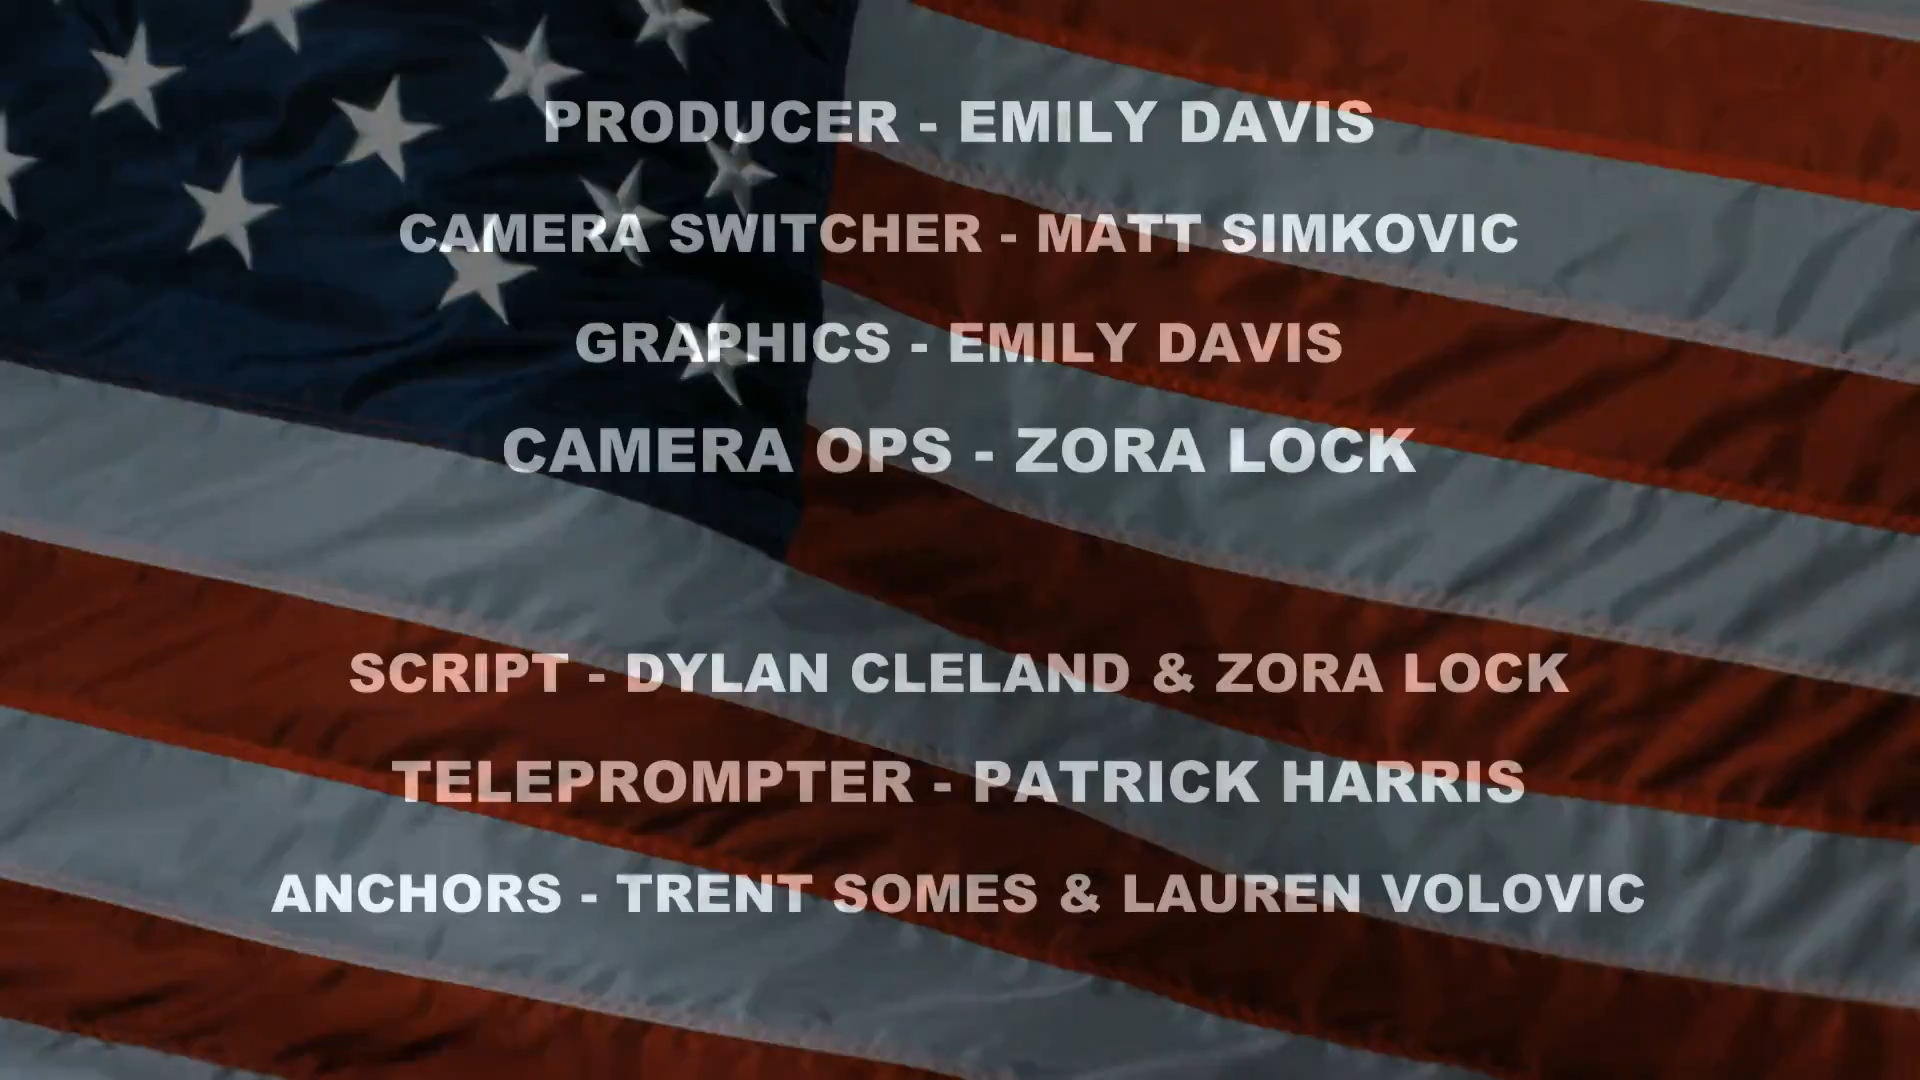 PRODUCER - EMILY DAVIS
CAMERA SWITCHER - MATT SIMKOVIC
GRAPHICS - EMILY DAVIS
CAMERA OPS - ZORA LOCK
SCRIPT - DYLAN CLELAND & ZORA LOCK
TELEPROMPTER - PATRICK HARRIS
ANCHORS - TRENT SOMES & LAUREN VOLOVIC